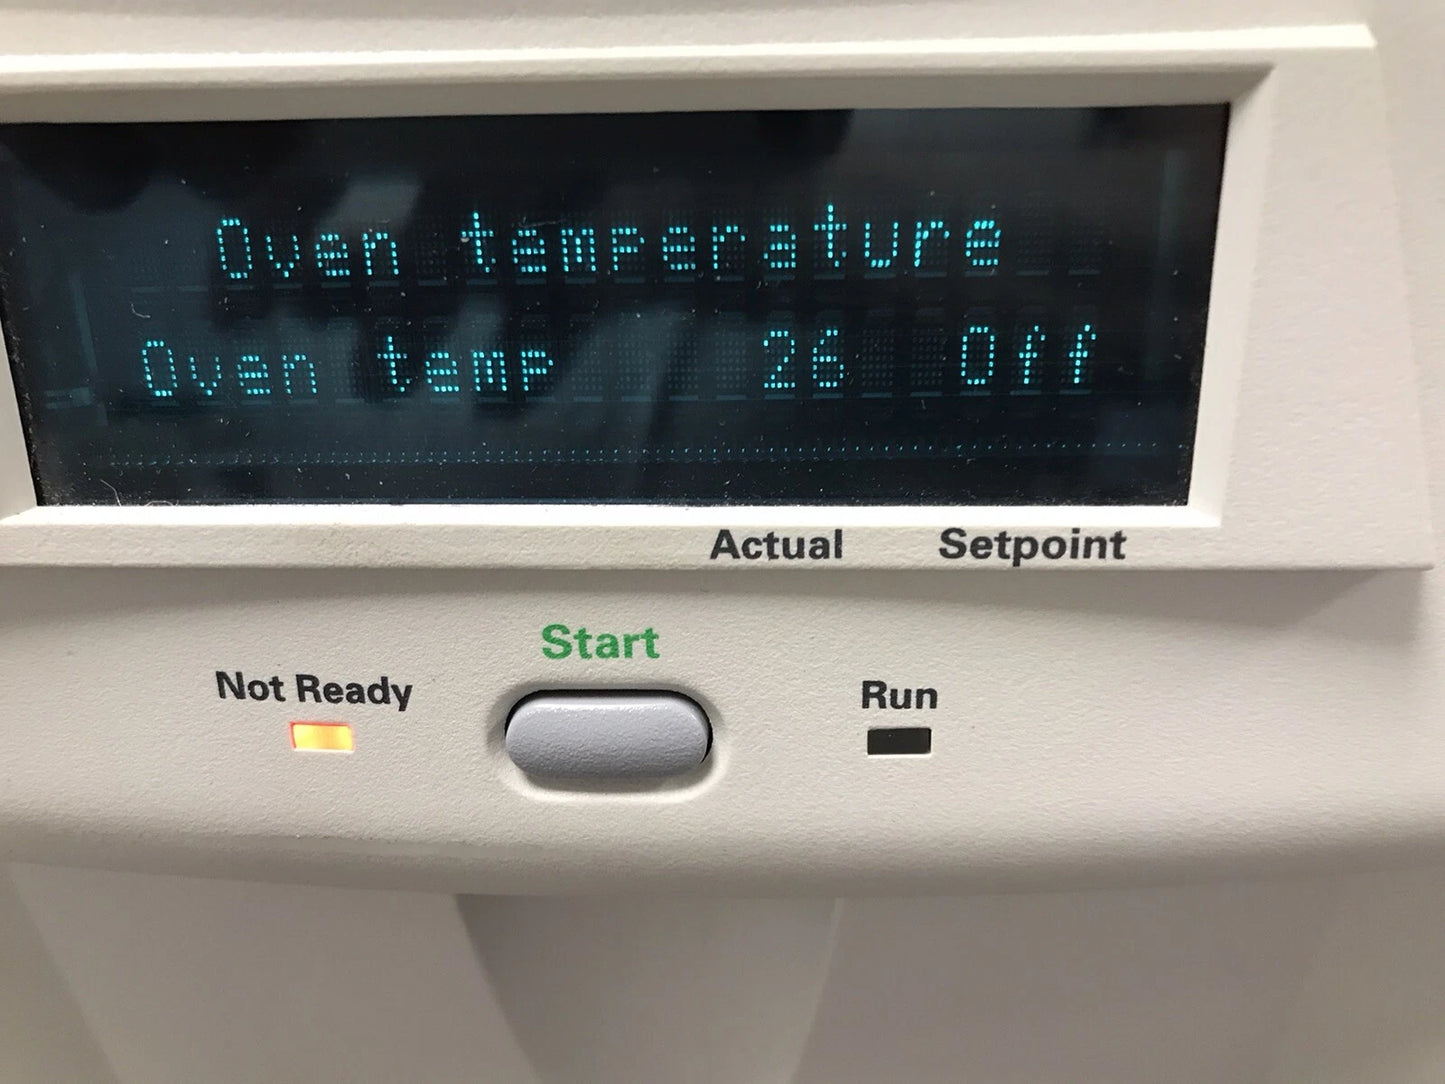 Oven temperature
Oven temp 26 Off
Actual Setpoint
Start
Not Ready
Run